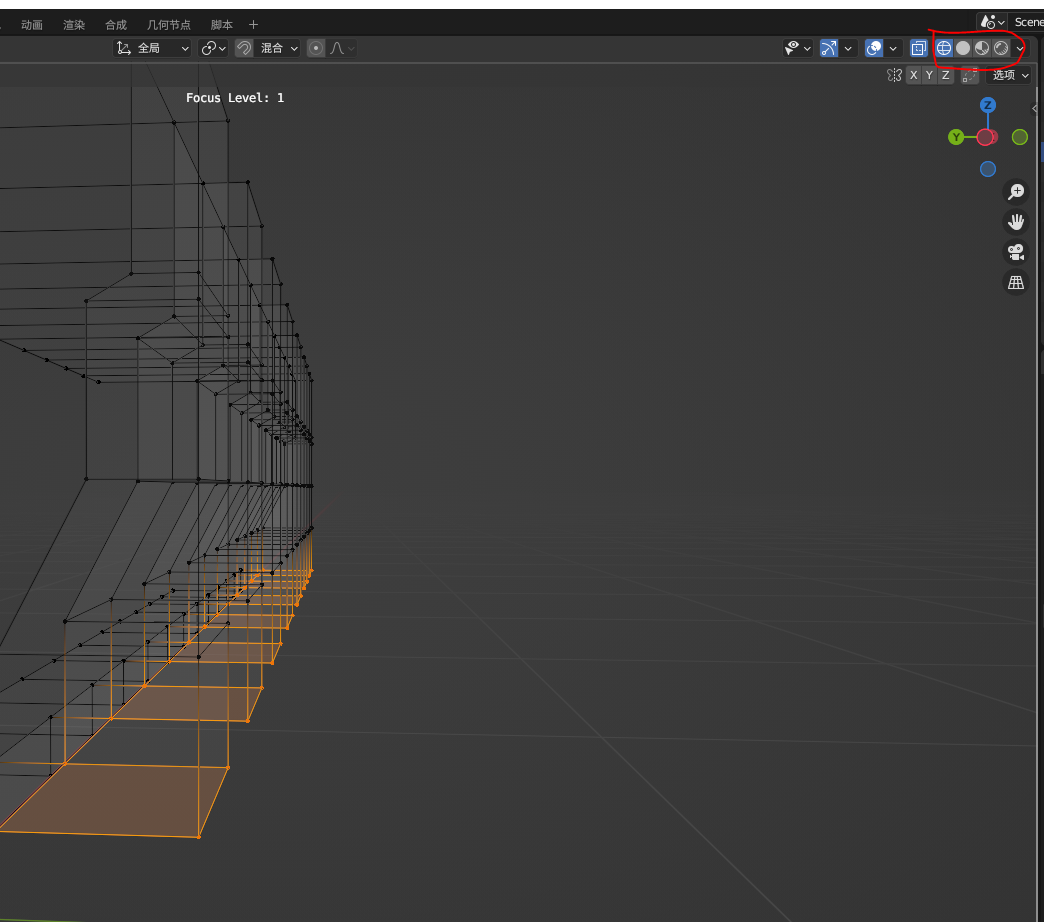 动画 渲染 合成 几何节点 脚本 + Scene
全局 混合
X Y Z 选项
Focus Level: 1
Z
Y